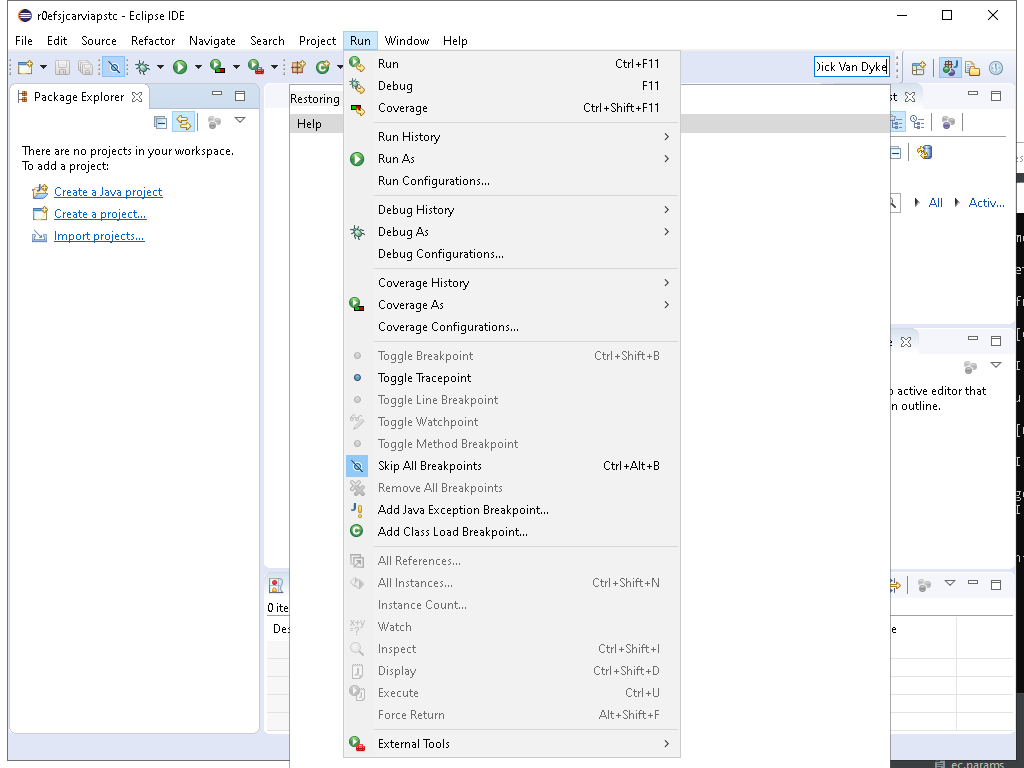 r0efsjcarviapstc - Eclipse IDE
File Edit Source Refactor Navigate Search Project Run Window Help
Dick Van Dyke
Package Explorer
There are no projects in your workspace.
To add a project:
Create a Java project
Create a project...
Import projects...
Restoring
Help
Run Ctrl+F11
Debug F11
Coverage Ctrl+Shift+F11
Run History
Run As
Run Configurations...
Debug History
Debug As
Debug Configurations...
Coverage History
Coverage As
Coverage Configurations...
Toggle Breakpoint Ctrl+Shift+B
Toggle Tracepoint
Toggle Line Breakpoint
Toggle Watchpoint
Toggle Method Breakpoint
Skip All Breakpoints Ctrl+Alt+B
Remove All Breakpoints
Add Java Exception Breakpoint...
Add Class Load Breakpoint...
All References...
All Instances... Ctrl+Shift+N
Instance Count...
Watch
Inspect Ctrl+Shift+I
Display Ctrl+Shift+D
Execute Ctrl+U
Force Return Alt+Shift+F
External Tools
All Activ...
active editor that
outline.
0 ite
Des
ec.params